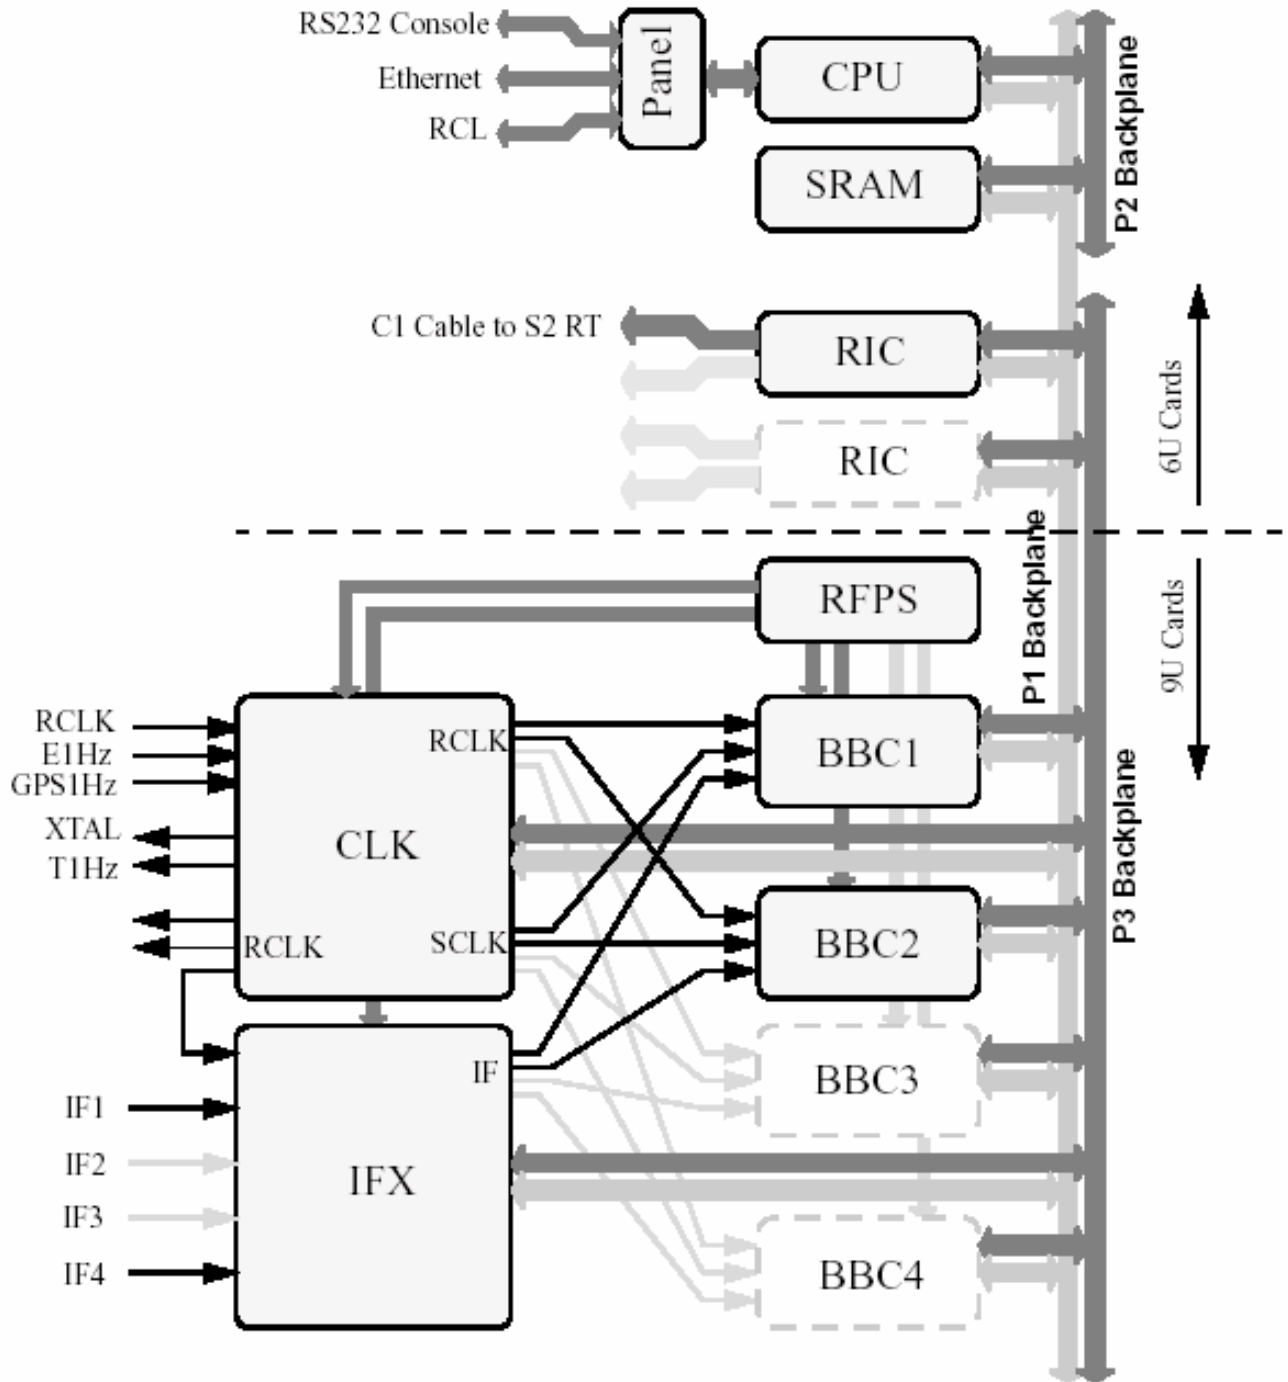 RS232 Console
Ethernet
RCL
Panel
CPU
SRAM
P2 Backplane
C1 Cable to S2 RT
RIC
RIC
6U Cards
P1 Backplane
9U Cards
RFPS
RCLK
E1Hz
GPS1Hz
XTAL
T1Hz
RCLK
CLK
RCLK
SCLK
BBC1
BBC2
P3 Backplane
IF
IFX
IF1
IF2
IF3
IF4
BBC3
BBC4